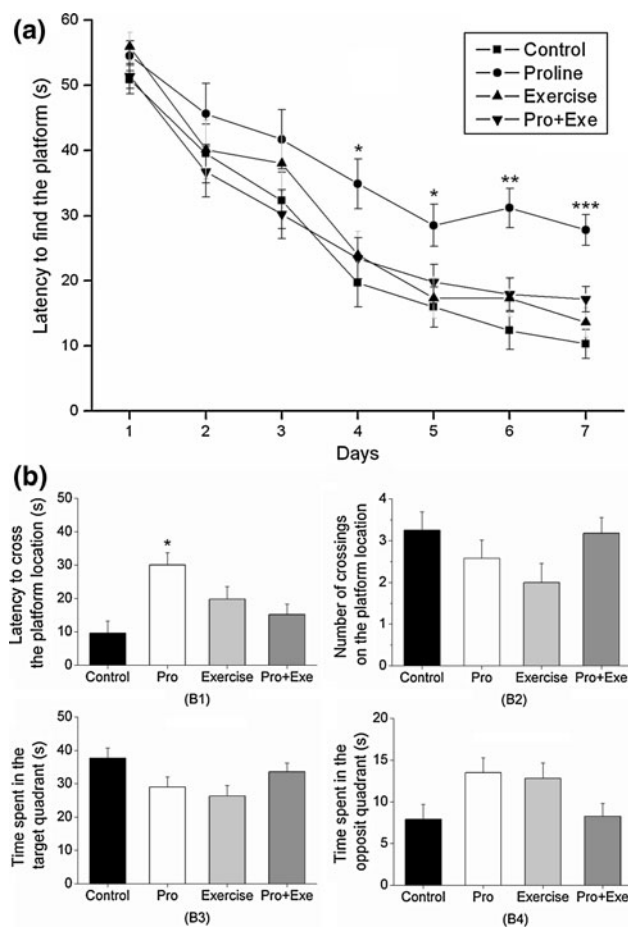 (a)
60
50
40
30
20
10
0
Latency to find the platform (s)
Control
Proline
Exercise
Pro+Exe
*
*
**
***
1 2 3 4 5 6 7
Days
(b)
50
40
30
20
10
0
Latency to cross
the platform location (s)
*
Control Pro Exercise Pro+Exe
(B1)
4
3
2
1
0
Number of crossings
on the platform location
Control Pro Exercise Pro+Exe
(B2)
50
40
30
20
10
0
Time spent in the
target quadrant (s)
Control Pro Exercise Pro+Exe
(B3)
20
15
10
5
0
Time spent in the
opposit quadrant (s)
Control Pro Exercise Pro+Exe
(B4)